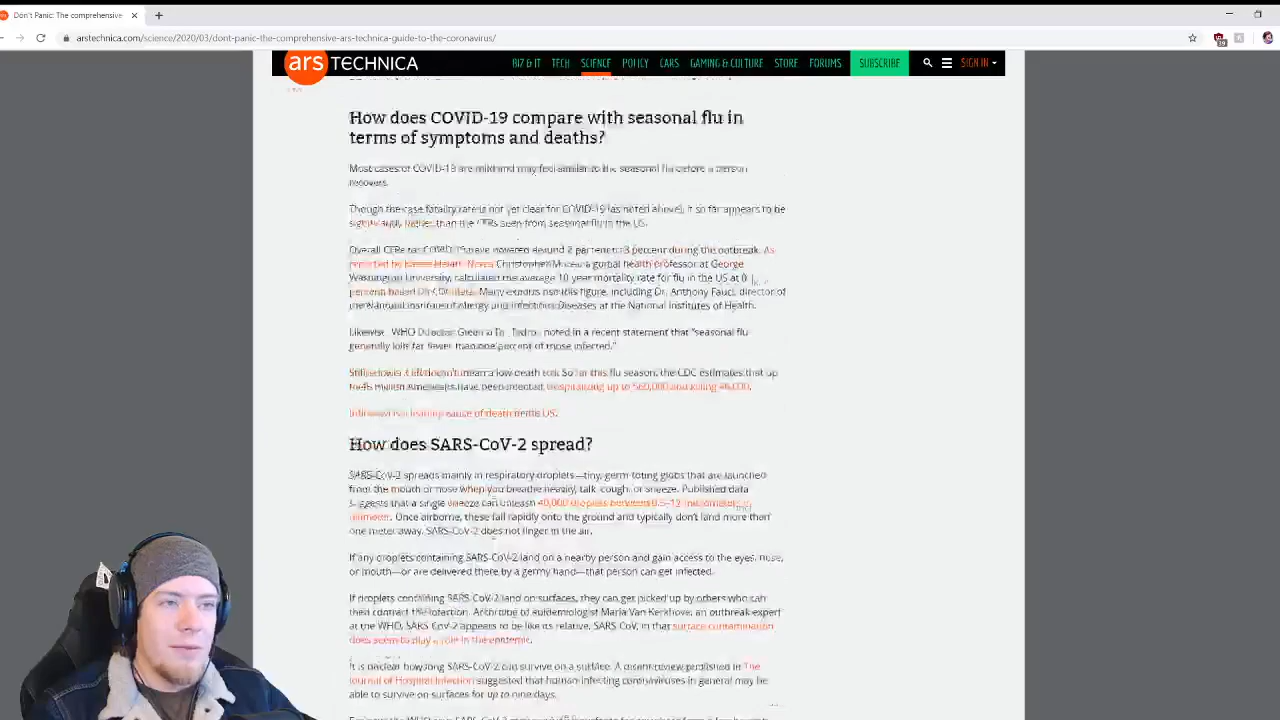 Don't Panic: The comprehensive
arstechnica.com/science/2020/03/dont-panic-the-comprehensive-ars-technica-guide-to-the-coronavirus/
ars TECHNICA BIZ & IT TECH SCIENCE POLICY CARS GAMING & CULTURE STORE FORUMS SUBSCRIBE SIGN IN
How does COVID-19 compare with seasonal flu in
terms of symptoms and deaths?
Most cases of COVID-19 are mild and may feel similar to the seasonal flu before a person
recovers.
Though the case fatality rate is not yet clear for COVID-19 (as noted above), it so far appears to be
significantly higher than the CFRs seen from seasonal flu in the US.
Overall CFRs for COVID-19 have hovered around 2 percent to 3 percent during the outbreak. As
reported by Christopher a global health professor at George
Washington University, calculated the average 10 year mortality rate for flu in the US at 0.
percent based on CDC data. Many experts use this figure, including Dr. Anthony Fauci, director of
the National Institute of Allergy and Infectious Diseases at the National Institutes of Health.
Likewise, WHO Director General Dr. Tedros noted in a recent statement that "seasonal flu
generally kills far fewer than one percent of those infected."
Still, a low death toll. So far this flu season, the CDC estimates that up
to 45 million Americans have been infected, hospitalizing up to 560,000 and killing 46,000.
Influenza is a leading cause of death in the US.
How does SARS-CoV-2 spread?
SARS-CoV-2 spreads mainly in respiratory droplets—tiny, germ-toting globs that are launched
from the mouth or nose when you breathe heavily, talk, cough, or sneeze. Published data
suggests that a single sneeze can unleash 40,000 droplets between 0.5–12 micrometers in
diameter. Once airborne, these fall rapidly onto the ground and typically don't land more than
one meter away. SARS-CoV-2 does not linger in the air.
If any droplets containing SARS-CoV-2 land on a nearby person and gain access to the eyes, nose,
or mouth—or are delivered there by a germy hand—that person can get infected.
If droplets containing SARS-CoV-2 land on surfaces, they can get picked up by others who can
then contract the infection. According to epidemiologist Maria Van Kerkhove, an outbreak expert
at the WHO, SARS-CoV-2 appears to be like its relative, SARS-CoV, in that surface contamination
does seem to play a role in the epidemic.
It is unclear how long SARS-CoV-2 can survive on a surface. A recent review published in The
Journal of Hospital Infection suggested that human-infecting coronaviruses in general may be
able to survive on surfaces for up to nine days.